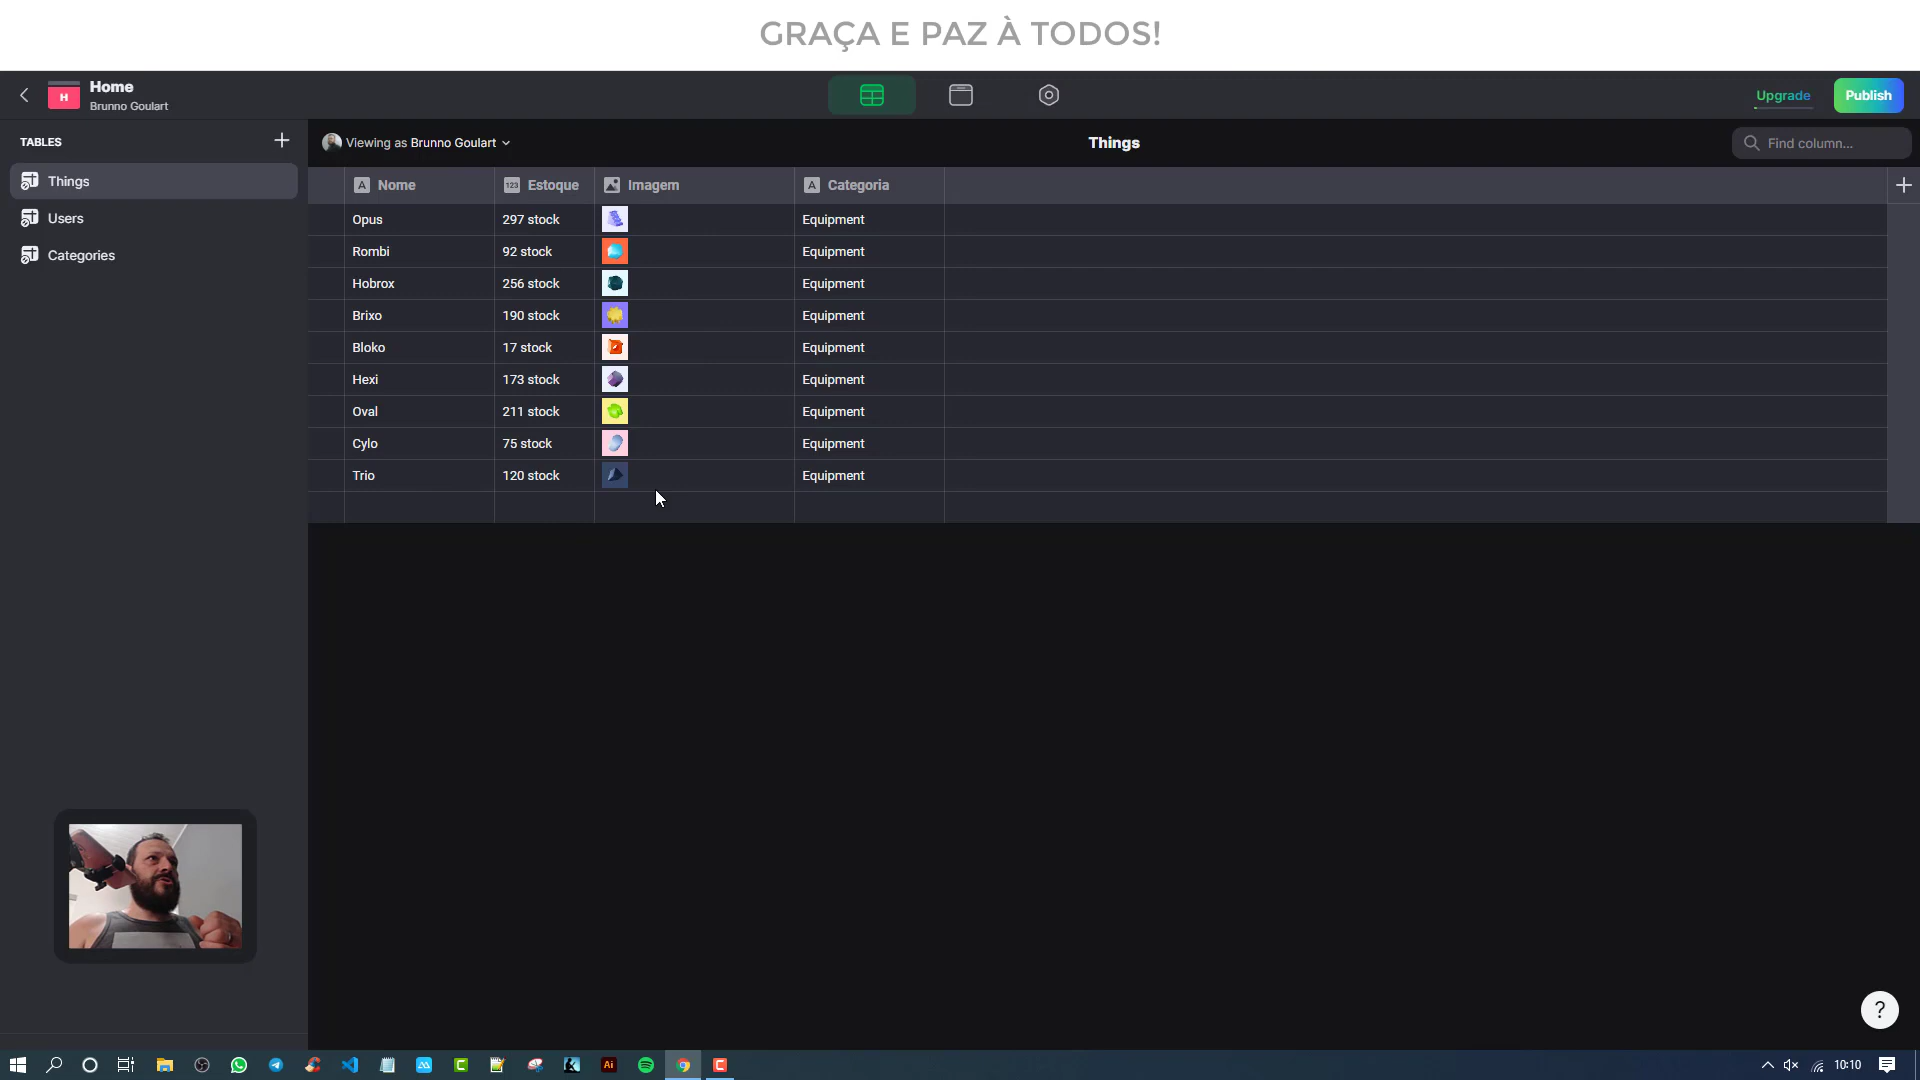 GRAÇA E PAZ À TODOS!
H
Home
Brunno Goulart
Upgrade
Publish
TABLES
Viewing as Brunno Goulart
Things
Find column...
Things
Users
Categories
A Nome
123 Estoque
Imagem
A Categoria
Opus 297 stock Equipment
Rombi 92 stock Equipment
Hobrox 256 stock Equipment
Brixo 190 stock Equipment
Bloko 17 stock Equipment
Hexi 173 stock Equipment
Oval 211 stock Equipment
Cylo 75 stock Equipment
Trio 120 stock Equipment
?
Ai
10:10